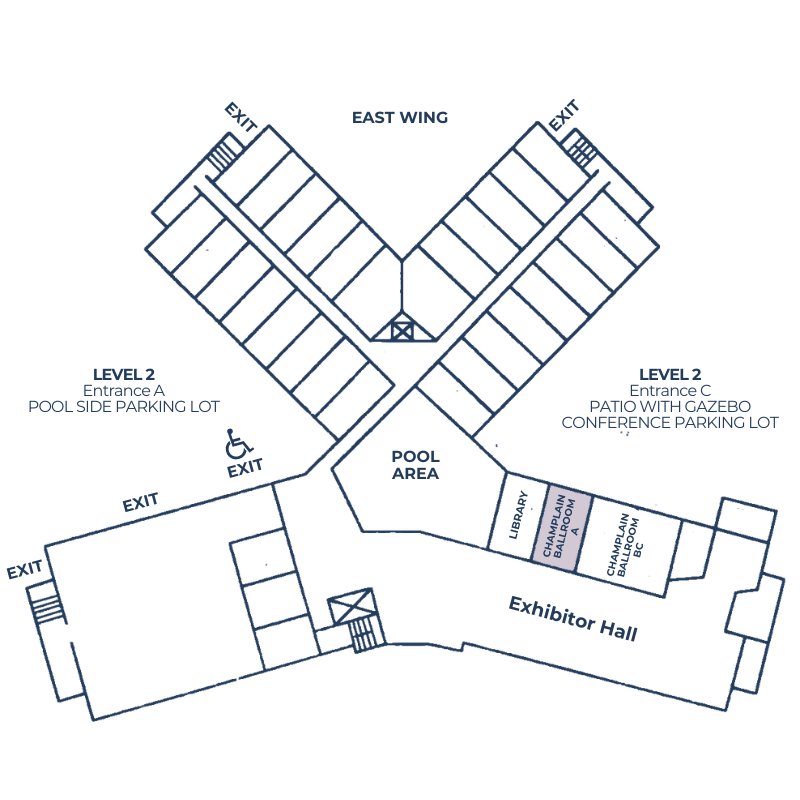 EXIT
EAST WING
EXIT
LEVEL 2
Entrance A
POOL SIDE PARKING LOT
LEVEL 2
Entrance C
PATIO WITH GAZEBO
CONFERENCE PARKING LOT
EXIT
POOL
AREA
EXIT
EXIT
LIBRARY
CHAMPLAIN
BALLROOM
A
CHAMPLAIN
BALLROOM
BC
Exhibitor Hall